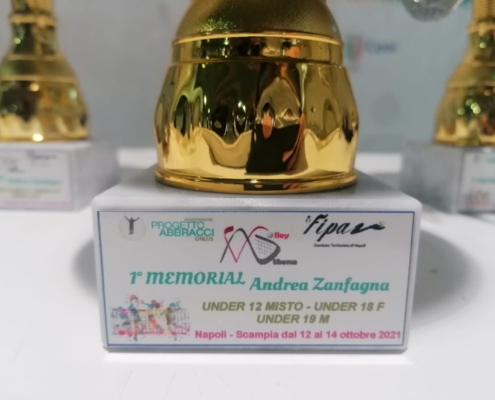 PROGETTO
ABBRACCI
ONLUS
lley
Fipav
Comitato Territoriale di Napoli
1° MEMORIAL Andrea Zanfagna
UNDER 12 MISTO - UNDER 18 F
UNDER 19 M
Napoli - Scampia dal 12 al 14 ottobre 2021